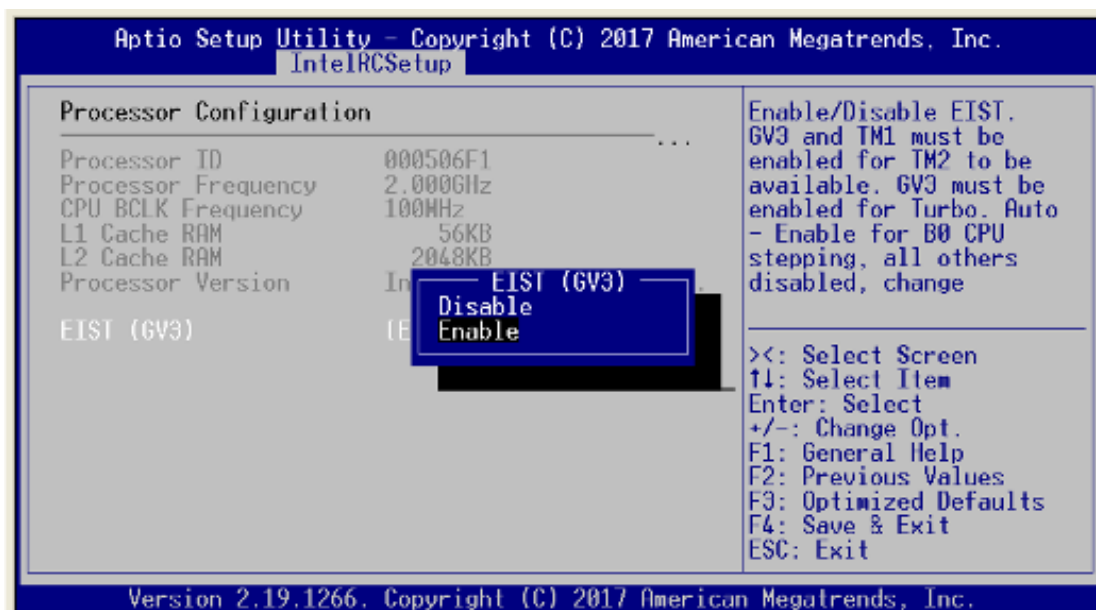 Aptio Setup Utility - Copyright (C) 2017 American Megatrends, Inc.
IntelRCSetup
Processor Configuration
...
Processor ID 000506F1
Processor Frequency 2.000GHz
CPU BCLK Frequency 100MHz
L1 Cache RAM 56KB
L2 Cache RAM 2048KB
Processor Version In .
EIST (GV3) [E
EIST (GV3)
Disable
Enable
Enable/Disable EIST.
GV3 and TM1 must be
enabled for TM2 to be
available. GV3 must be
enabled for Turbo. Auto
- Enable for B0 CPU
stepping, all others
disabled, change
><: Select Screen
↑↓: Select Item
Enter: Select
+/-: Change Opt.
F1: General Help
F2: Previous Values
F3: Optimized Defaults
F4: Save & Exit
ESC: Exit
Version 2.19.1266. Copyright (C) 2017 American Megatrends, Inc.